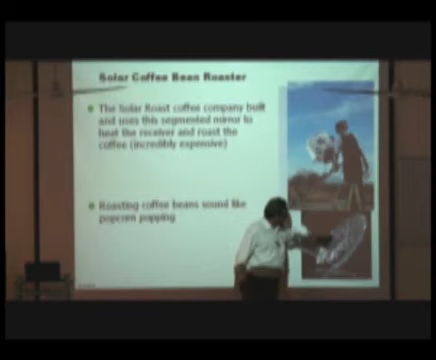 Solar Coffee Bean Roaster
The Solar Roast coffee company built
and uses this segmented mirror to
heat the receiver and roast the
coffee (incredibly expensive)
Roasting coffee beans sound like
popcorn popping